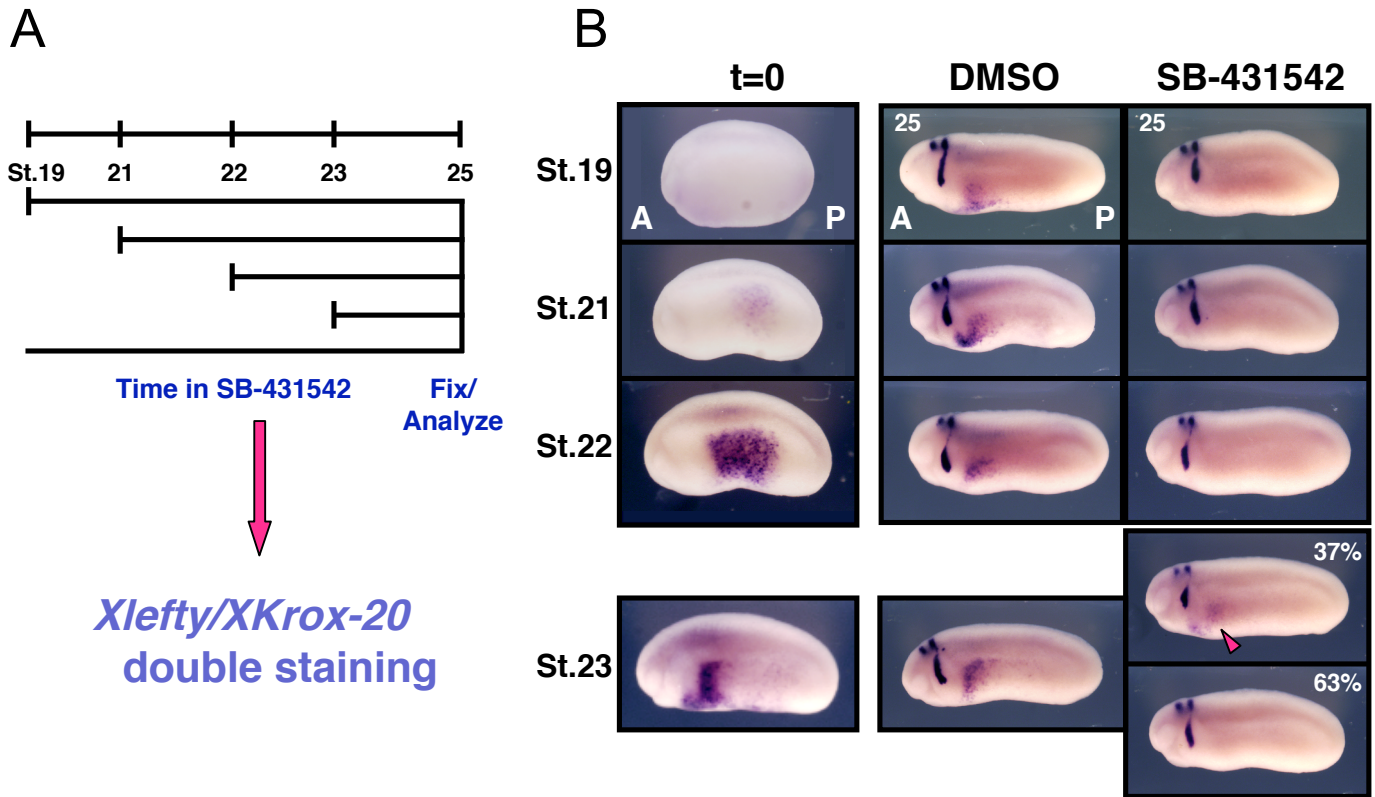 A
St.19 21 22 23 25
Time in SB-431542
Fix/
Analyze
Xlefty/XKrox-20
double staining
B
t=0 DMSO SB-431542
St.19
A P
25
A P
25
St.21
St.22
St.23
37%
63%